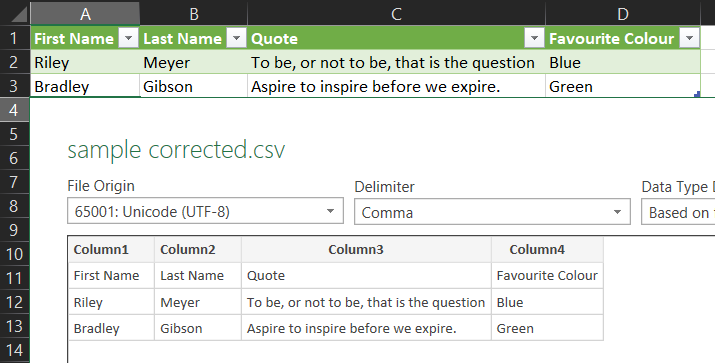 A B C D
1 First Name Last Name Quote Favourite Colour
2 Riley Meyer To be, or not to be, that is the question Blue
3 Bradley Gibson Aspire to inspire before we expire. Green
4
5
6 sample corrected.csv
7 File Origin Delimiter Data Type D
8 65001: Unicode (UTF-8) Comma Based on
9
10 Column1 Column2 Column3 Column4
11 First Name Last Name Quote Favourite Colour
12 Riley Meyer To be, or not to be, that is the question Blue
13 Bradley Gibson Aspire to inspire before we expire. Green
14